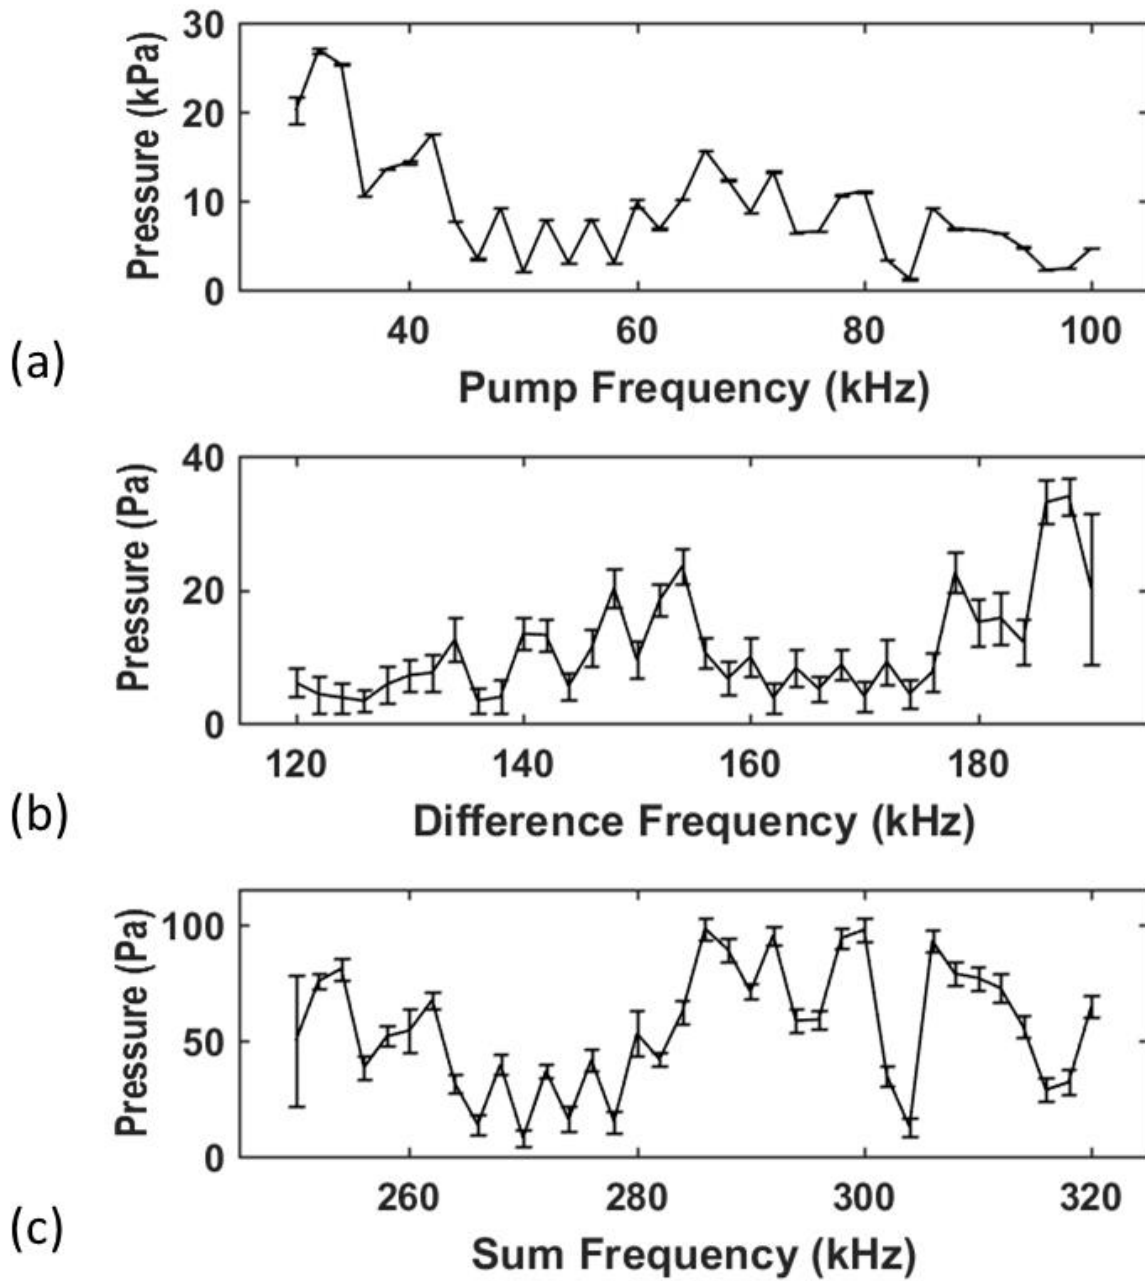 30
20
10
0
Pressure (kPa)
40 60 80 100
Pump Frequency (kHz)
(a)
40
20
0
Pressure (Pa)
120 140 160 180
Difference Frequency (kHz)
(b)
100
50
0
Pressure (Pa)
260 280 300 320
Sum Frequency (kHz)
(c)